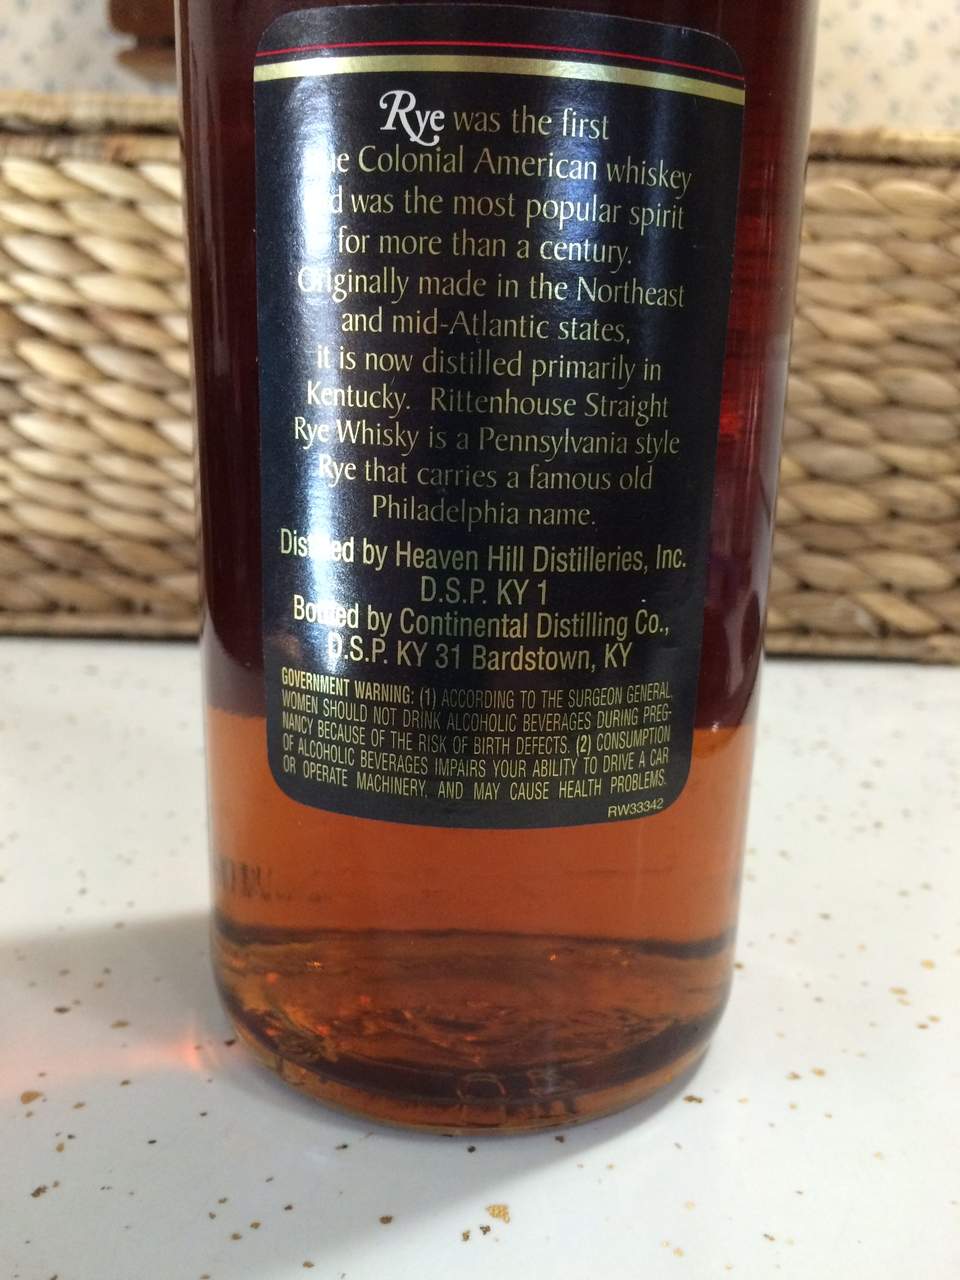 Rye was the first
Colonial American whiskey
was the most popular spirit
for more than a century.
Originally made in the Northeast
and mid-Atlantic states,
it is now distilled primarily in
Kentucky. Rittenhouse Straight
Rye Whisky is a Pennsylvania style
Rye that carries a famous old
Philadelphia name.
Distilled by Heaven Hill Distilleries, Inc.
D.S.P. KY 1
Bottled by Continental Distilling Co.,
D.S.P. KY 31 Bardstown, KY
GOVERNMENT WARNING: (1) ACCORDING TO THE SURGEON GENERAL,
WOMEN SHOULD NOT DRINK ALCOHOLIC BEVERAGES DURING PREG-
NANCY BECAUSE OF THE RISK OF BIRTH DEFECTS. (2) CONSUMPTION
OF ALCOHOLIC BEVERAGES IMPAIRS YOUR ABILITY TO DRIVE A CAR
OR OPERATE MACHINERY, AND MAY CAUSE HEALTH PROBLEMS.
RW33342